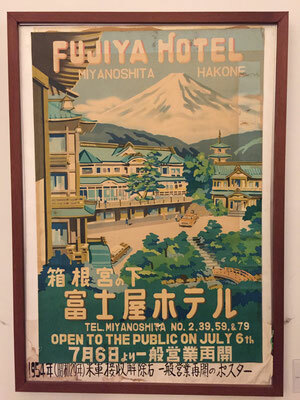 FUJIYA HOTEL
MIYANOSHITA HAKONE
箱根宮の下
富士屋ホテル
TEL. MIYANOSHITA NO. 2, 39, 59, & 79
OPEN TO THE PUBLIC ON JULY 6th
7月6日より一般営業再開
1954年(昭和29年)米軍接収解除 一般営業再開のポスター